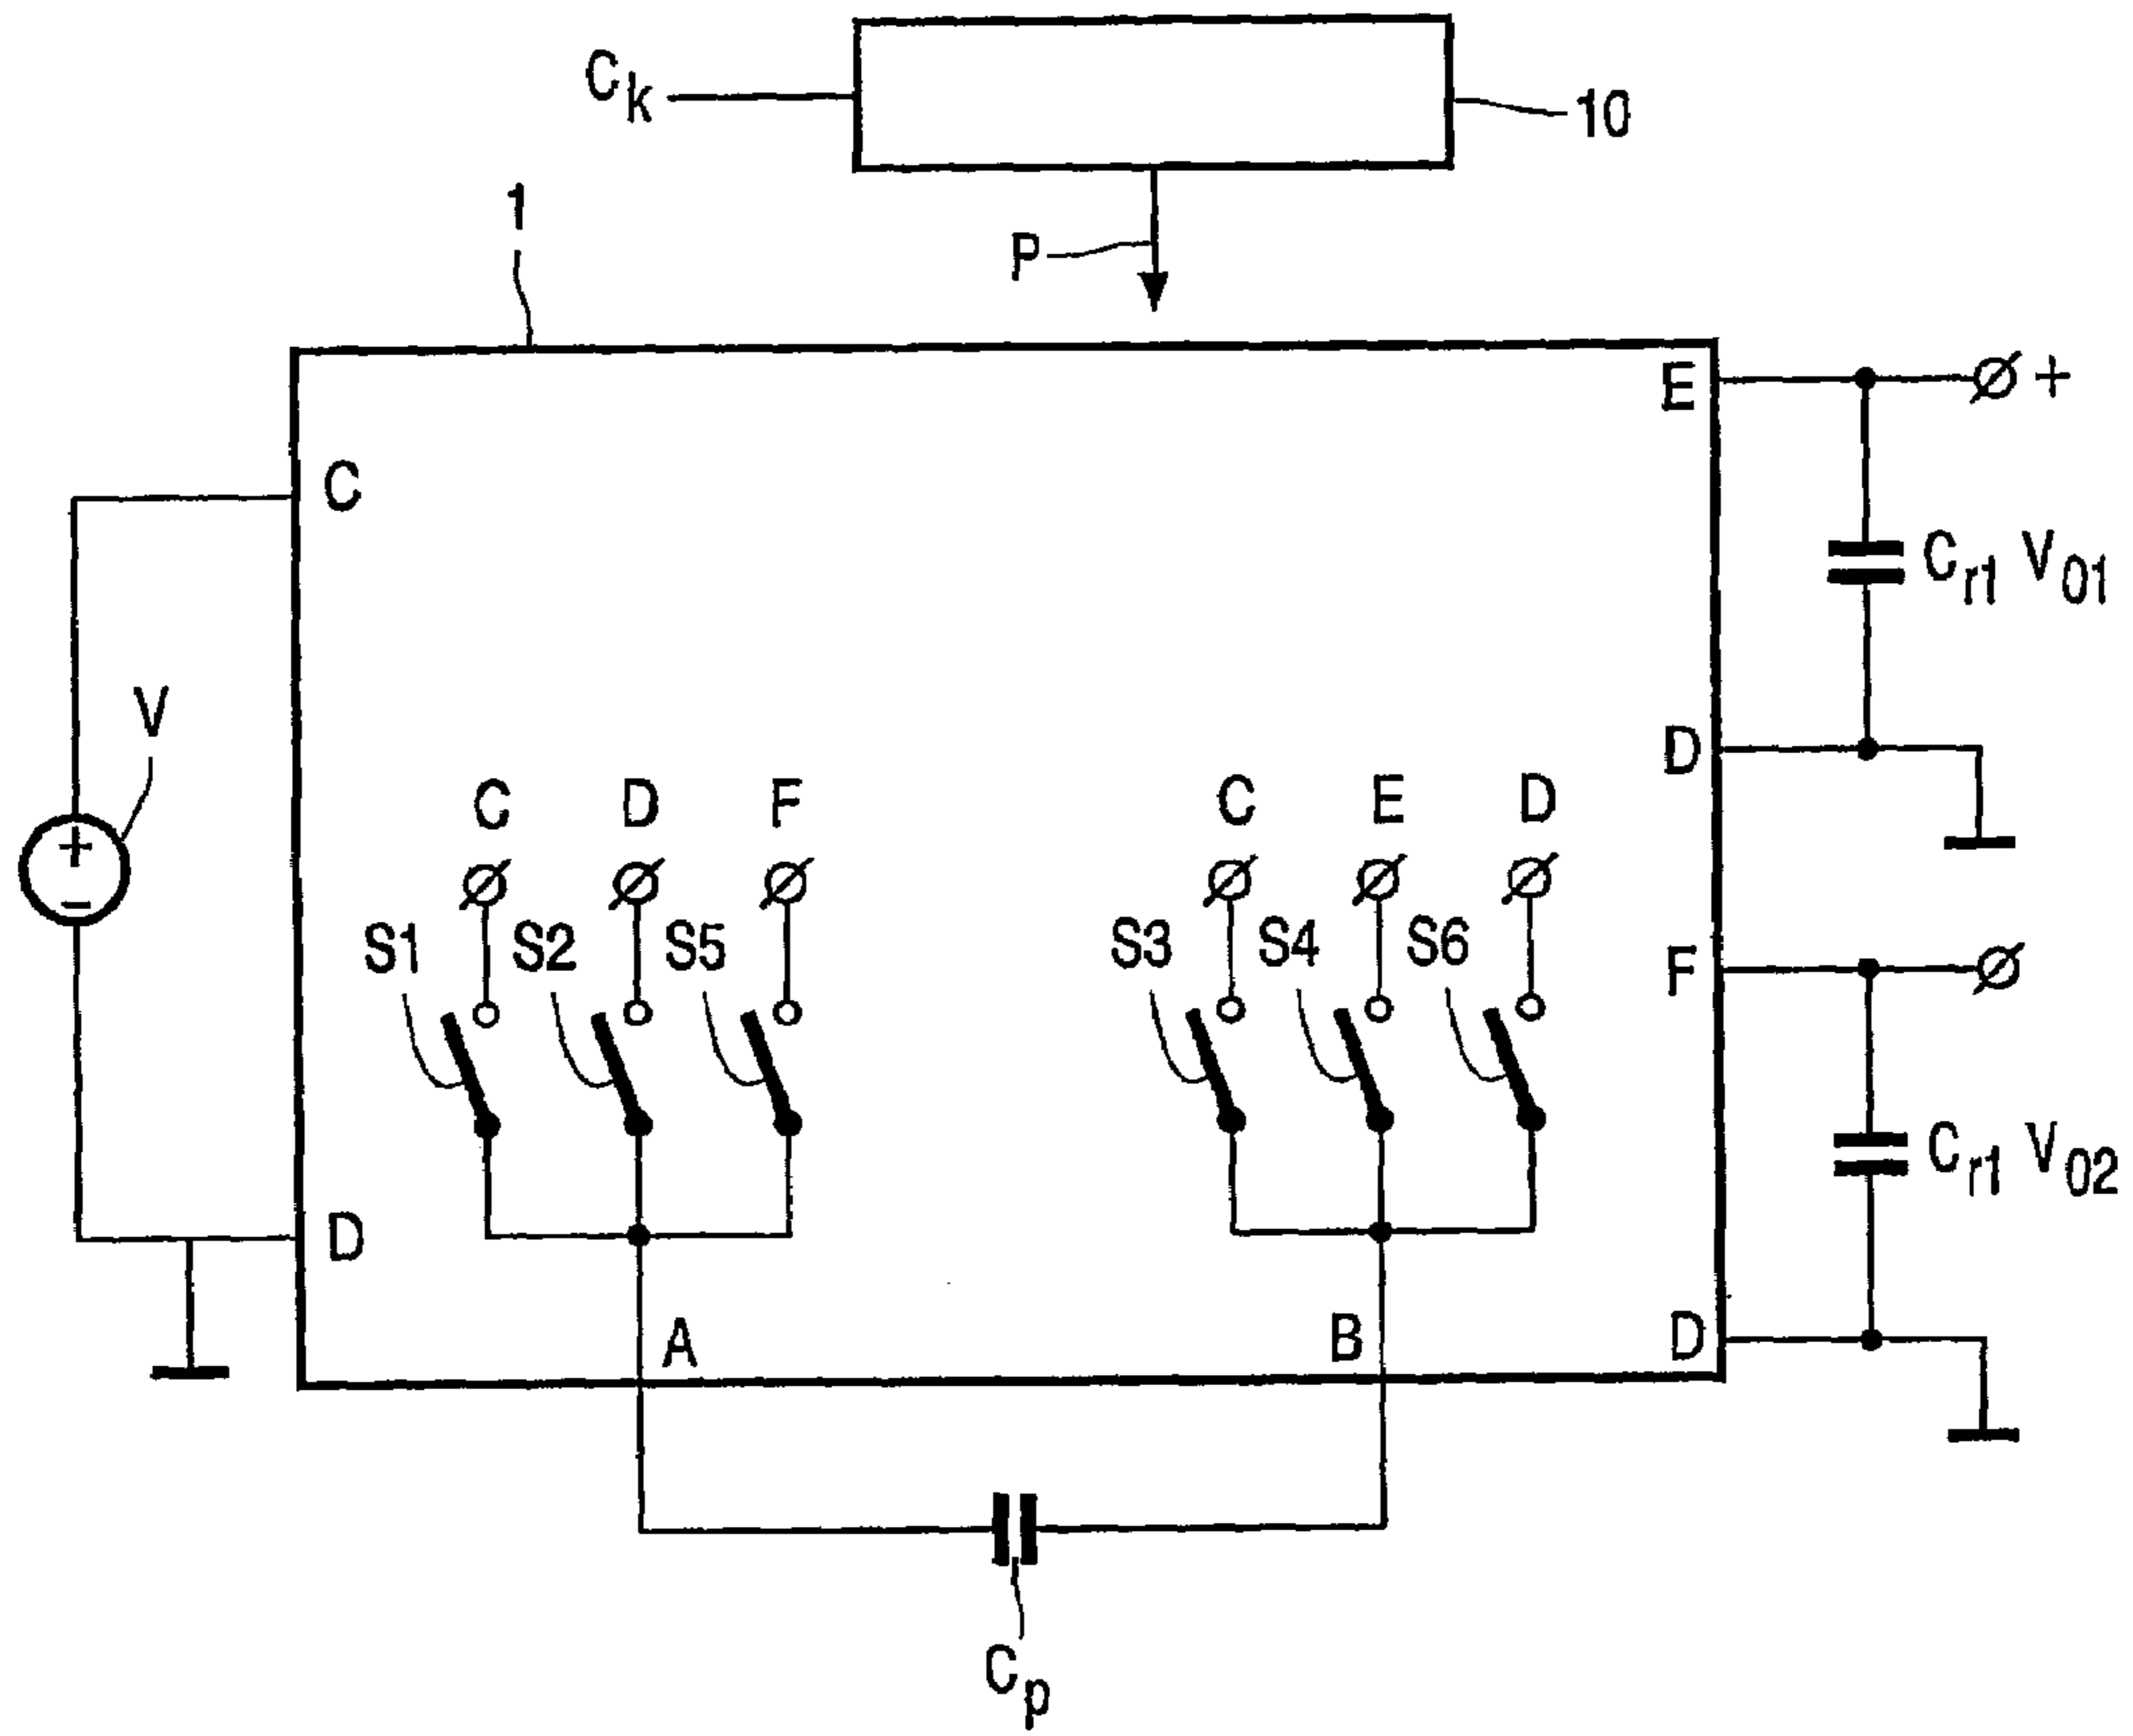 Ck
10
1
P
E
+
C
Cr1 V01
V
D
C D F C E D
S1 S2 S5 S3 S4 S6
F
Cr1 V02
+
−
D
A
B
D
Cp